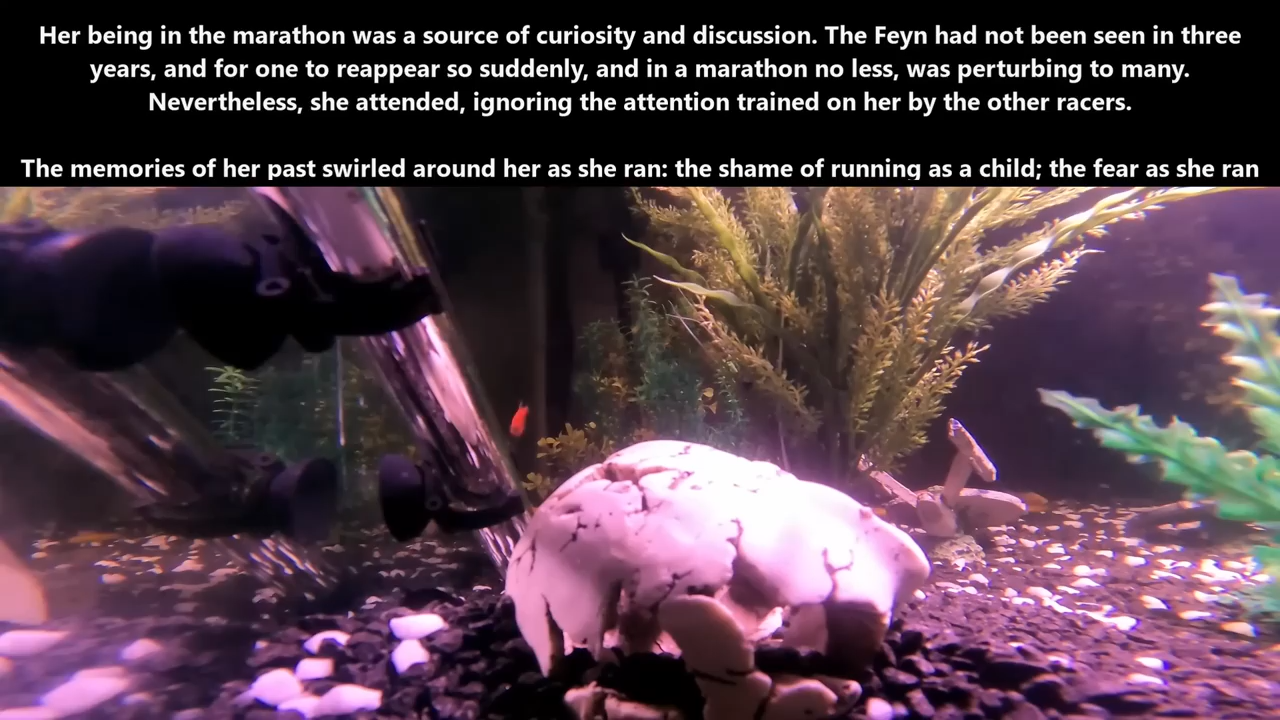 Her being in the marathon was a source of curiosity and discussion. The Feyn had not been seen in three
years, and for one to reappear so suddenly, and in a marathon no less, was perturbing to many.
Nevertheless, she attended, ignoring the attention trained on her by the other racers.
The memories of her past swirled around her as she ran: the shame of running as a child; the fear as she ran